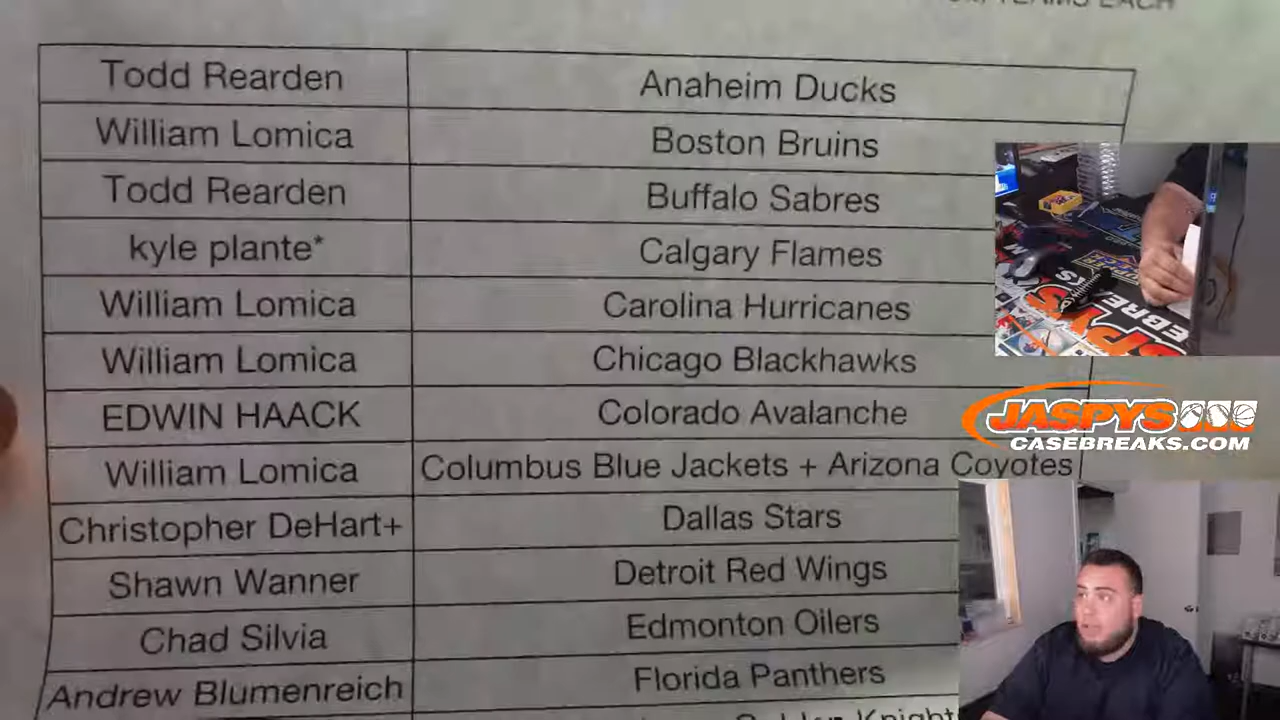 TEAMS EACH
Todd Rearden Anaheim Ducks
William Lomica Boston Bruins
Todd Rearden Buffalo Sabres
kyle plante* Calgary Flames
William Lomica Carolina Hurricanes
William Lomica Chicago Blackhawks
EDWIN HAACK Colorado Avalanche
William Lomica Columbus Blue Jackets + Arizona Coyotes
Christopher DeHart+ Dallas Stars
Shawn Wanner Detroit Red Wings
Chad Silvia Edmonton Oilers
Andrew Blumenreich Florida Panthers
JASPYS
CASEBREAKS.COM